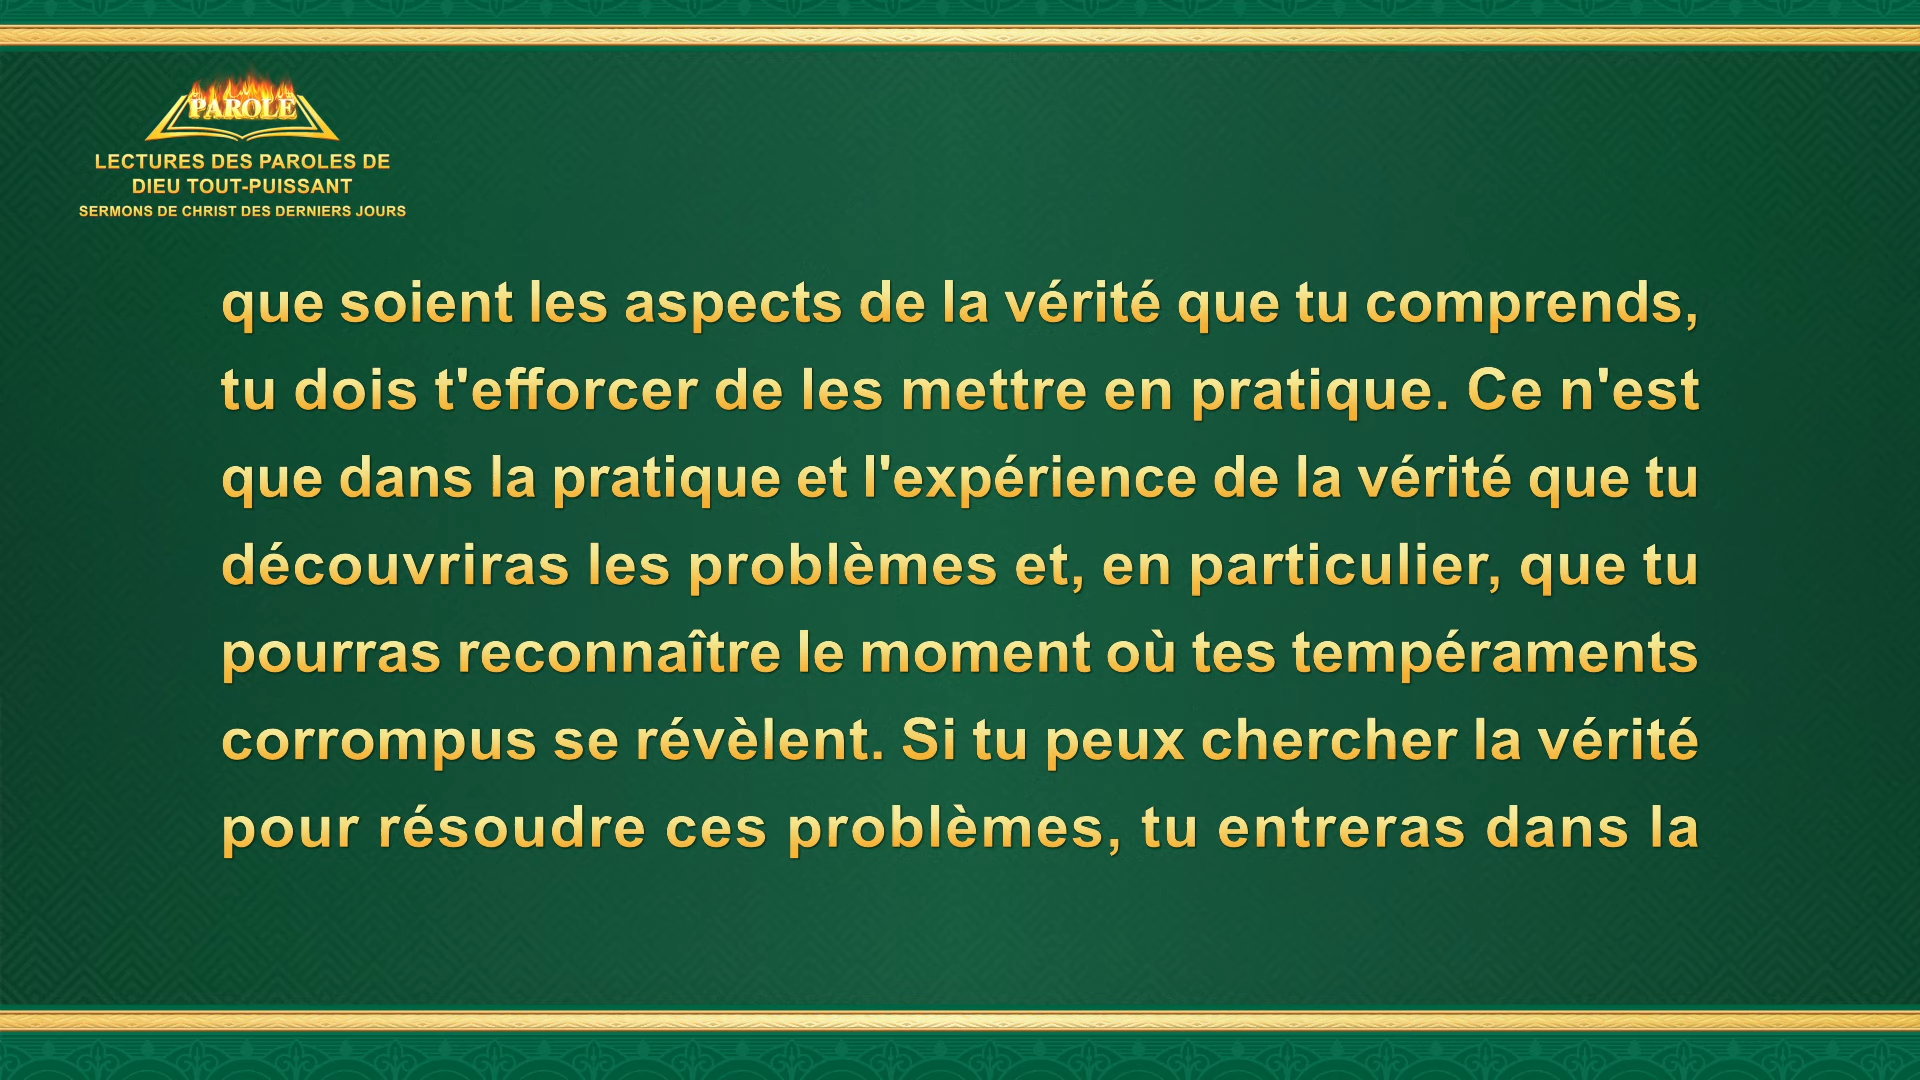 PAROLE
LECTURES DES PAROLES DE
DIEU TOUT-PUISSANT
SERMONS DE CHRIST DES DERNIERS JOURS
que soient les aspects de la vérité que tu comprends,
tu dois t'efforcer de les mettre en pratique. Ce n'est
que dans la pratique et l'expérience de la vérité que tu
découvriras les problèmes et, en particulier, que tu
pourras reconnaître le moment où tes tempéraments
corrompus se révèlent. Si tu peux chercher la vérité
pour résoudre ces problèmes, tu entreras dans la